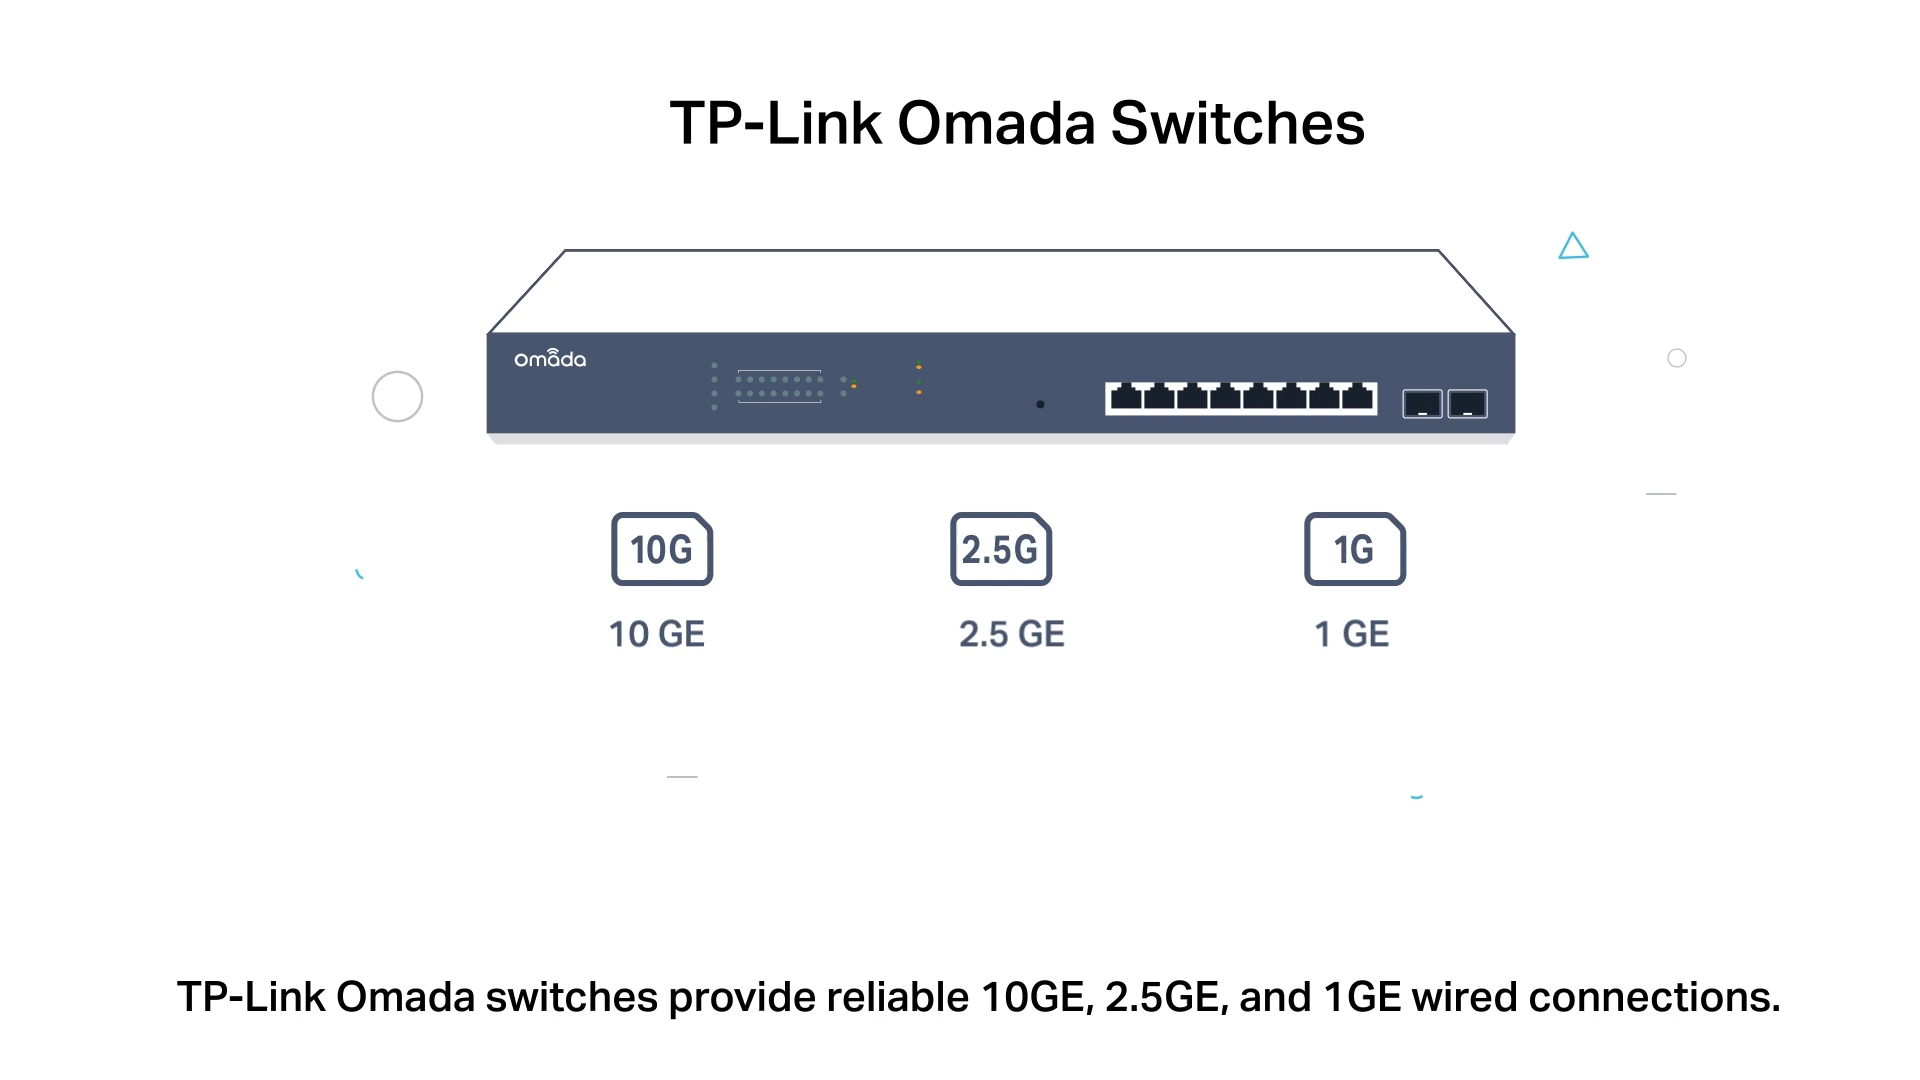 TP-Link Omada Switches
omada
10G
2.5G
1G
10 GE
2.5 GE
1 GE
TP-Link Omada switches provide reliable 10GE, 2.5GE, and 1GE wired connections.